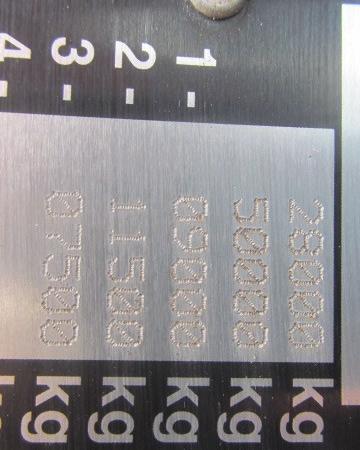 28000 kg
50000 kg
1- 09000 kg
2- 11500 kg
3- 07500 kg
4-